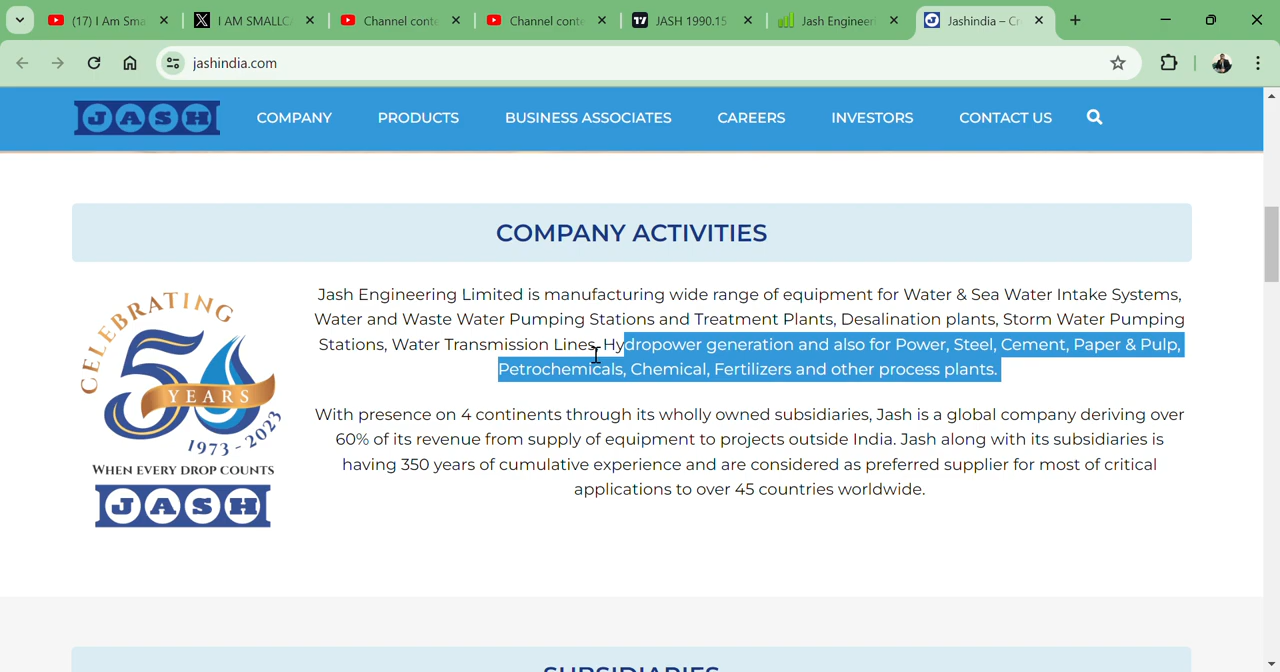 (17) I Am Sma
I AM SMALLC
Channel conte
Channel conte
JASH 1990.15
Jash Engineeri
Jashindia – Cr
jashindia.com
JASH
COMPANY
PRODUCTS
BUSINESS ASSOCIATES
CAREERS
INVESTORS
CONTACT US
COMPANY ACTIVITIES
CELEBRATING
50
YEARS
1973 - 2023
WHEN EVERY DROP COUNTS
JASH
Jash Engineering Limited is manufacturing wide range of equipment for Water & Sea Water Intake Systems,
Water and Waste Water Pumping Stations and Treatment Plants, Desalination plants, Storm Water Pumping
Stations, Water Transmission Lines, Hydropower generation and also for Power, Steel, Cement, Paper & Pulp,
Petrochemicals, Chemical, Fertilizers and other process plants.
With presence on 4 continents through its wholly owned subsidiaries, Jash is a global company deriving over
60% of its revenue from supply of equipment to projects outside India. Jash along with its subsidiaries is
having 350 years of cumulative experience and are considered as preferred supplier for most of critical
applications to over 45 countries worldwide.
SUBSIDIARIES